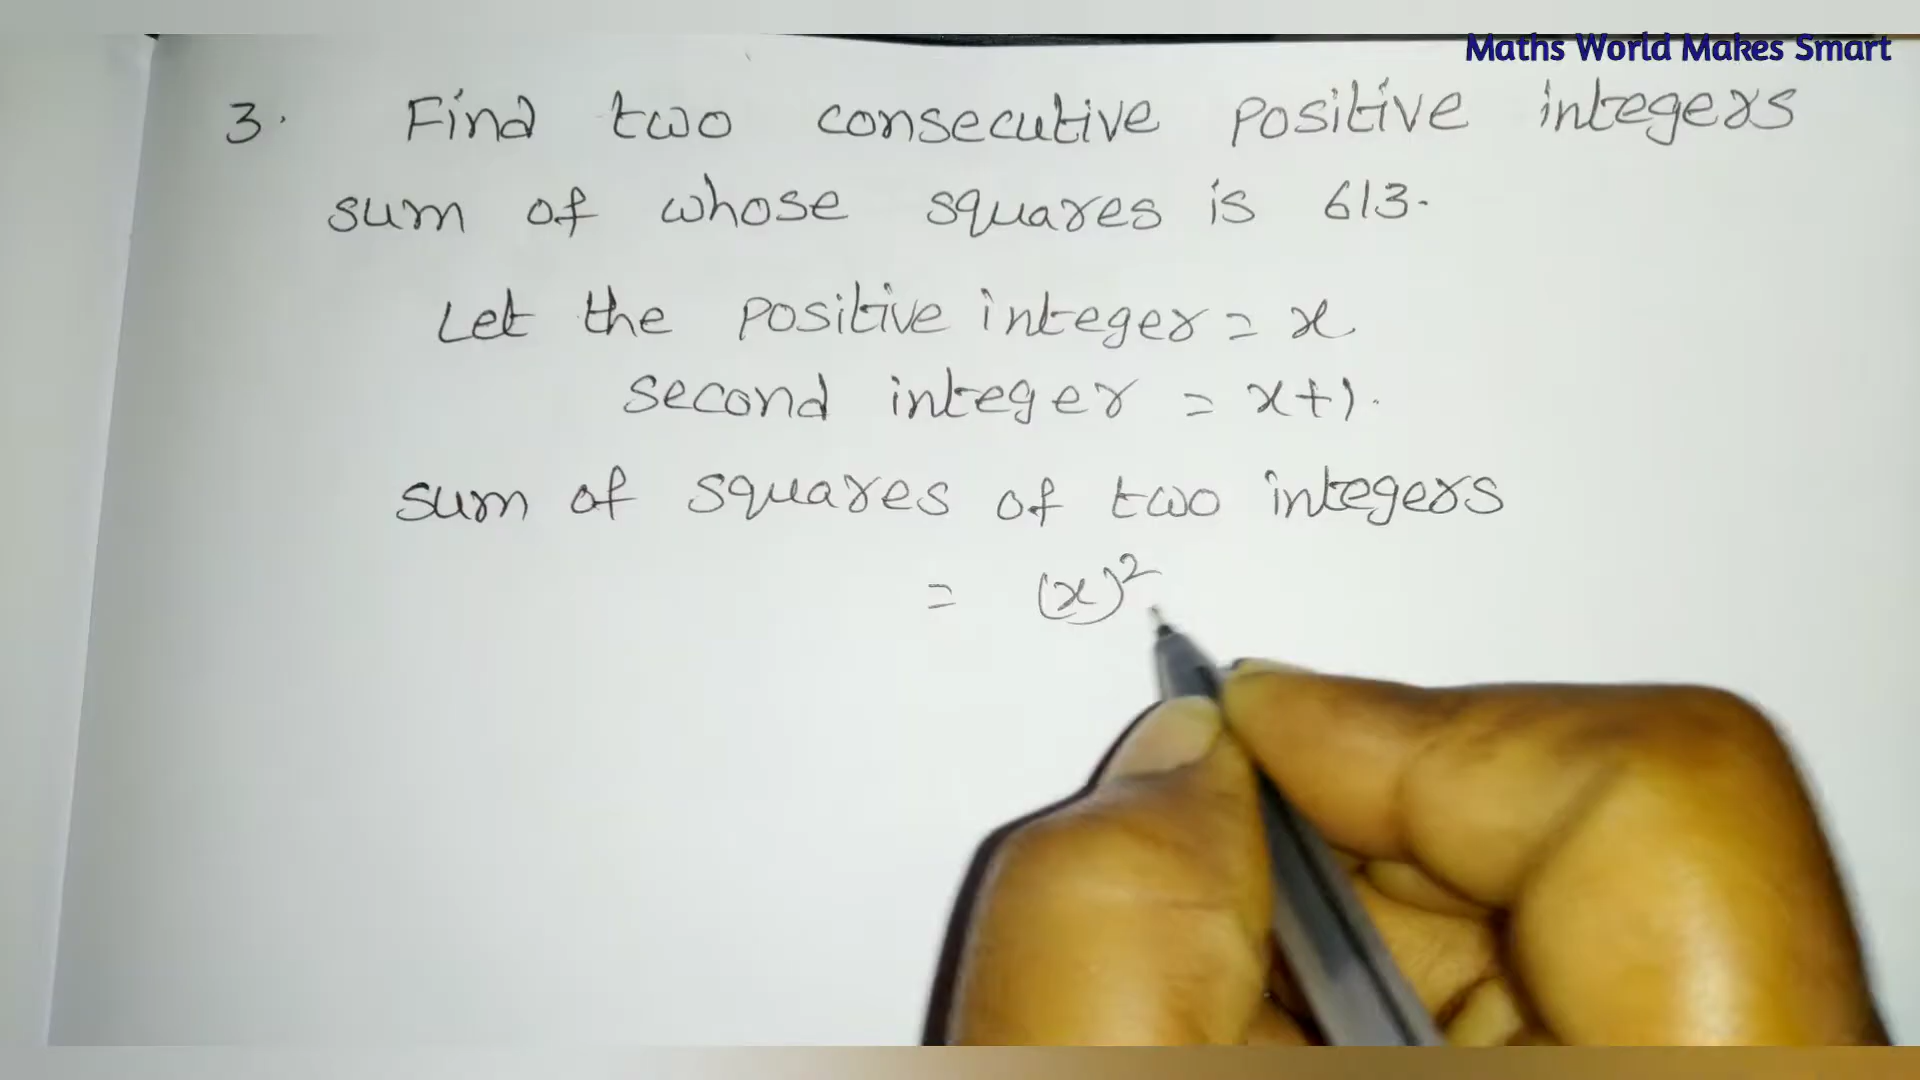 Maths World Makes Smart
3. Find two consecutive positive integers
sum of whose squares is 613.
Let the positive integer = x
second integer = x+1.
sum of squares of two integers
= (x)²